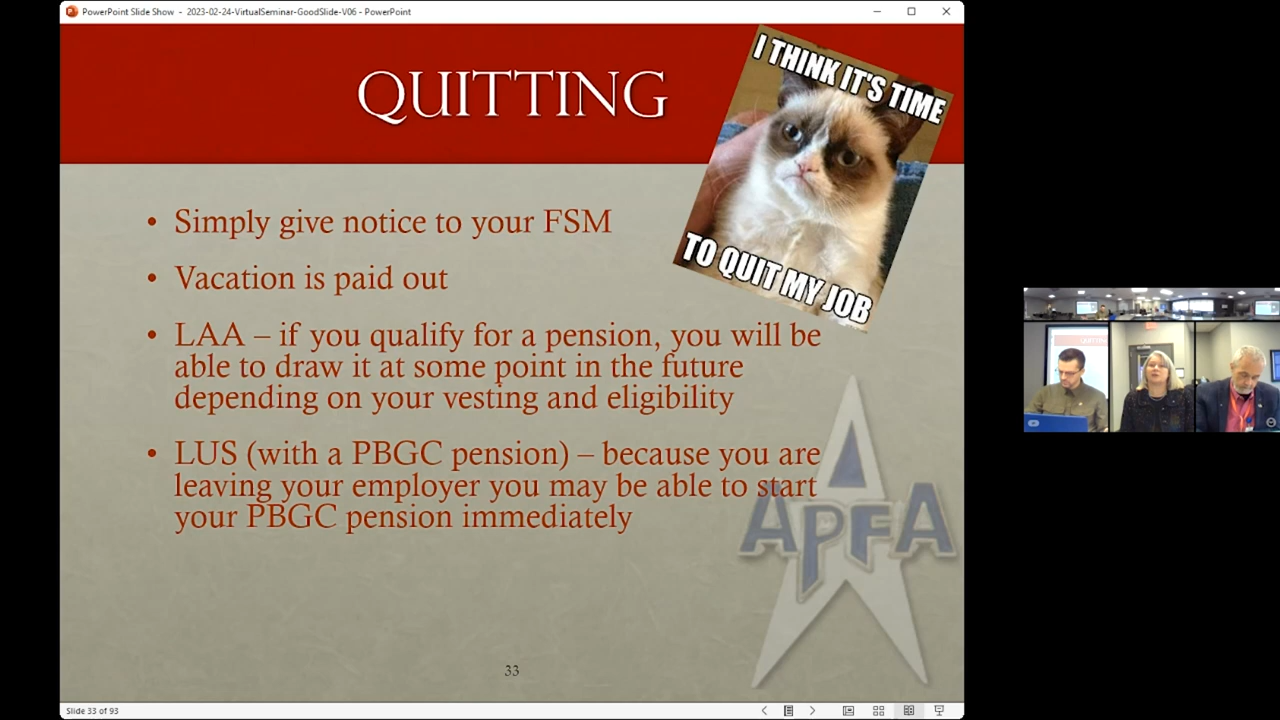 PowerPoint Slide Show - 2023-02-24-VirtualSeminar-GoodSlide-V06 - PowerPoint
QUITTING
I THINK IT'S TIME
TO QUIT MY JOB
• Simply give notice to your FSM
• Vacation is paid out
• LAA – if you qualify for a pension, you will be
able to draw it at some point in the future
depending on your vesting and eligibility
• LUS (with a PBGC pension) – because you are
leaving your employer you may be able to start
your PBGC pension immediately
APFA
33
Slide 33 of 93